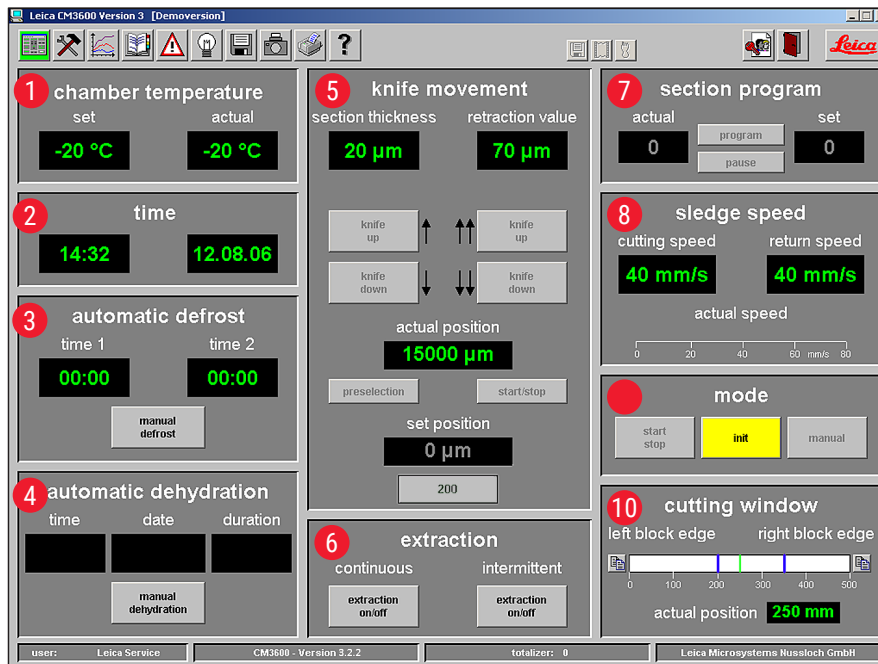 Leica CM3600 Version 3 [Demoversion]
?
Leica
1
chamber temperature
set
actual
-20 °C
-20 °C
2
time
14:32
12.08.06
3
automatic defrost
time 1
time 2
00:00
00:00
manual
defrost
4
automatic dehydration
time
date
duration
manual
dehydration
5
knife movement
section thickness
retraction value
20 µm
70 µm
knife
up
knife
up
knife
down
knife
down
actual position
15000 µm
preselection
start/stop
set position
0 µm
200
6
extraction
continuous
intermittent
extraction
on/off
extraction
on/off
7
section program
actual
set
0
program
pause
0
8
sledge speed
cutting speed
return speed
40 mm/s
40 mm/s
actual speed
0 20 40 60 mm/s 80
mode
start
stop
init
manual
10
cutting window
left block edge
right block edge
0 100 200 300 400 500
actual position 250 mm
user: Leica Service
CM3600 - Version 3.2.2
totalizer: 0
Leica Microsystems Nussloch GmbH